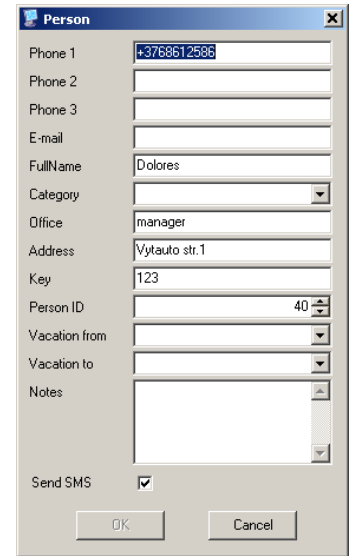 Person
Phone 1 +3768612586
Phone 2
Phone 3
E-mail
FullName Dolores
Category
Office manager
Address Vytauto str.1
Key 123
Person ID 40
Vacation from
Vacation to
Notes
Send SMS
OK Cancel